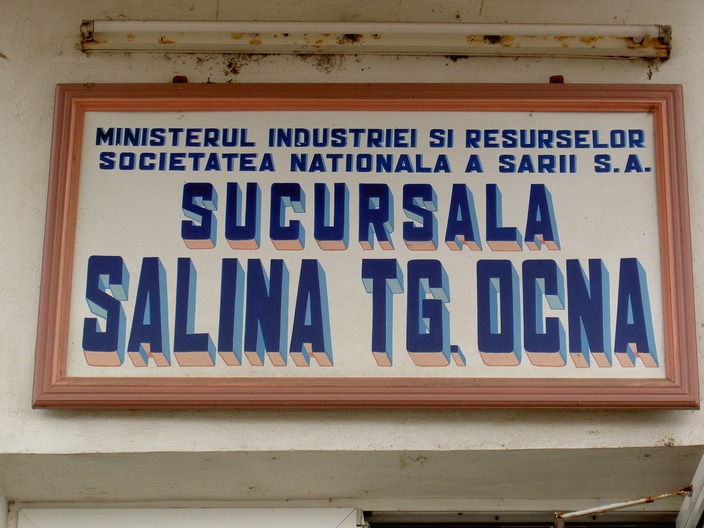 MINISTERUL INDUSTRIEI SI RESURSELOR
SOCIETATEA NATIONALA A SARII S.A.
SUCURSALA
SALINA TG. OCNA